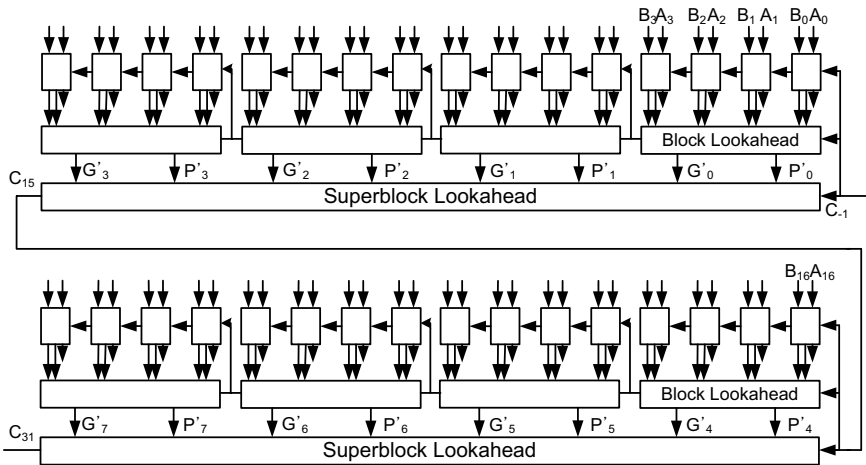 B3A3 B2A2 B1 A1 B0A0
Block Lookahead
G'3 P'3 G'2 P'2 G'1 P'1 G'0 P'0
C15
Superblock Lookahead
C-1
B16A16
Block Lookahead
G'7 P'7 G'6 P'6 G'5 P'5 G'4 P'4
C31
Superblock Lookahead